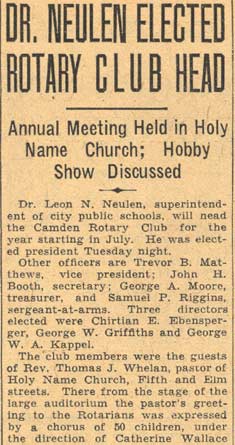 DR. NEULEN ELECTED
ROTARY CLUB HEAD
Annual Meeting Held in Holy
Name Church; Hobby
Show Discussed
Dr. Leon N. Neulen, superintend-
ent of city public schools, will nead
the Camden Rotary Club for the
year starting in July. He was elect-
ed president Tuesday night.
Other officers are Trevor B. Mat-
thews, vice president; John H.
Booth, secretary; George A. Moore,
treasurer, and Samuel P. Riggins,
sergeant-at-arms. Three directors
elected were Chirtian E. Ebensper-
ger, George W. Griffiths and George
W. A. Kappel.
The club members were the guests
of Rev. Thomas J. Whelan, pastor of
Holy Name Church, Fifth and Elm
streets. There from the stage of the
large auditorium the pastor's greet-
ing to the Rotarians was expressed
by a chorus of 50 children, under
the direction of Catherine Wallace